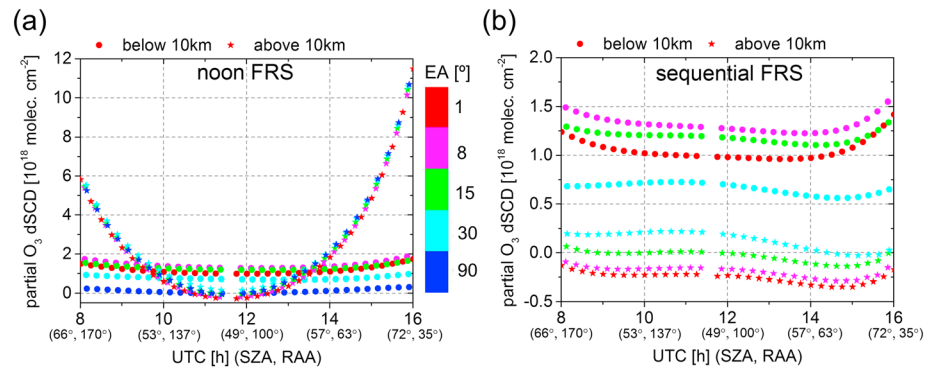 (a)
● below 10km ★ above 10km
noon FRS
partial O₃ dSCD [10¹⁸ molec. cm⁻²]
12
10
8
6
4
2
0
8 10 12 14 16
(66°, 170°) (53°, 137°) (49°, 100°) (57°, 63°) (72°, 35°)
UTC [h] (SZA, RAA)
EA [º]
1
8
15
30
90
(b)
● below 10km ★ above 10km
sequential FRS
partial O₃ dSCD [10¹⁸ molec. cm⁻²]
2.0
1.5
1.0
0.5
0.0
-0.5
8 10 12 14 16
(66°, 170°) (53°, 137°) (49°, 100°) (57°, 63°) (72°, 35°)
UTC [h] (SZA, RAA)